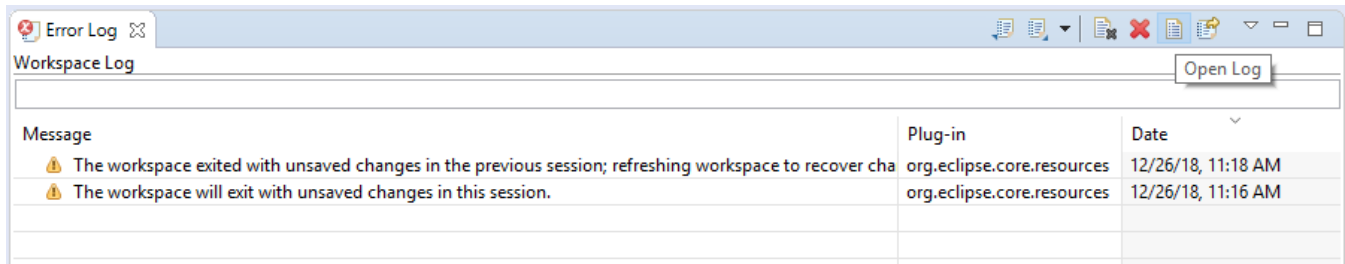 Error Log
Workspace Log
Open Log
Message Plug-in Date
The workspace exited with unsaved changes in the previous session; refreshing workspace to recover cha org.eclipse.core.resources 12/26/18, 11:18 AM
The workspace will exit with unsaved changes in this session. org.eclipse.core.resources 12/26/18, 11:16 AM